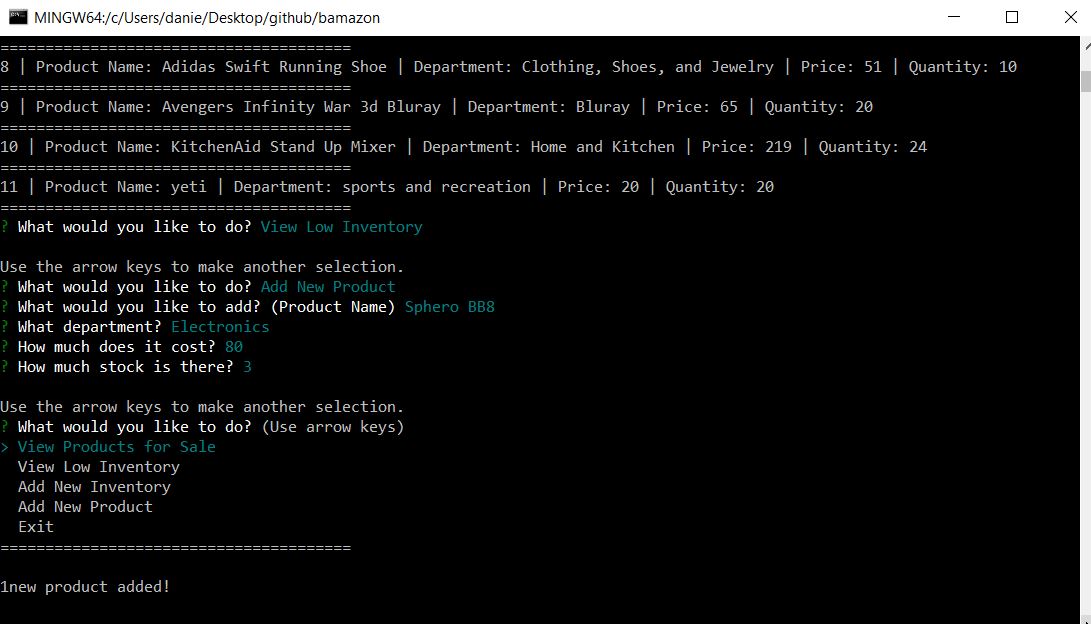 MINGW64:/c/Users/danie/Desktop/github/bamazon
=======================================
8 | Product Name: Adidas Swift Running Shoe | Department: Clothing, Shoes, and Jewelry | Price: 51 | Quantity: 10
=======================================
9 | Product Name: Avengers Infinity War 3d Bluray | Department: Bluray | Price: 65 | Quantity: 20
=======================================
10 | Product Name: KitchenAid Stand Up Mixer | Department: Home and Kitchen | Price: 219 | Quantity: 24
=======================================
11 | Product Name: yeti | Department: sports and recreation | Price: 20 | Quantity: 20
=======================================
? What would you like to do? View Low Inventory
Use the arrow keys to make another selection.
? What would you like to do? Add New Product
? What would you like to add? (Product Name) Sphero BB8
? What department? Electronics
? How much does it cost? 80
? How much stock is there? 3
Use the arrow keys to make another selection.
? What would you like to do? (Use arrow keys)
> View Products for Sale
View Low Inventory
Add New Inventory
Add New Product
Exit
=======================================
1new product added!